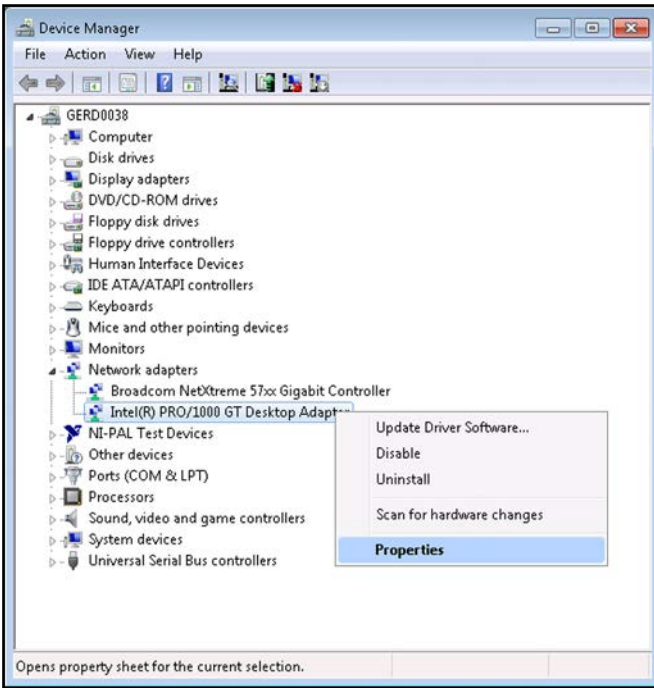 Device Manager
File Action View Help
GERD0038
Computer
Disk drives
Display adapters
DVD/CD-ROM drives
Floppy disk drives
Floppy drive controllers
Human Interface Devices
IDE ATA/ATAPI controllers
Keyboards
Mice and other pointing devices
Monitors
Network adapters
Broadcom NetXtreme 57xx Gigabit Controller
Intel(R) PRO/1000 GT Desktop Adapter
NI-PAL Test Devices
Other devices
Ports (COM & LPT)
Processors
Sound, video and game controllers
System devices
Universal Serial Bus controllers
Update Driver Software...
Disable
Uninstall
Scan for hardware changes
Properties
Opens property sheet for the current selection.